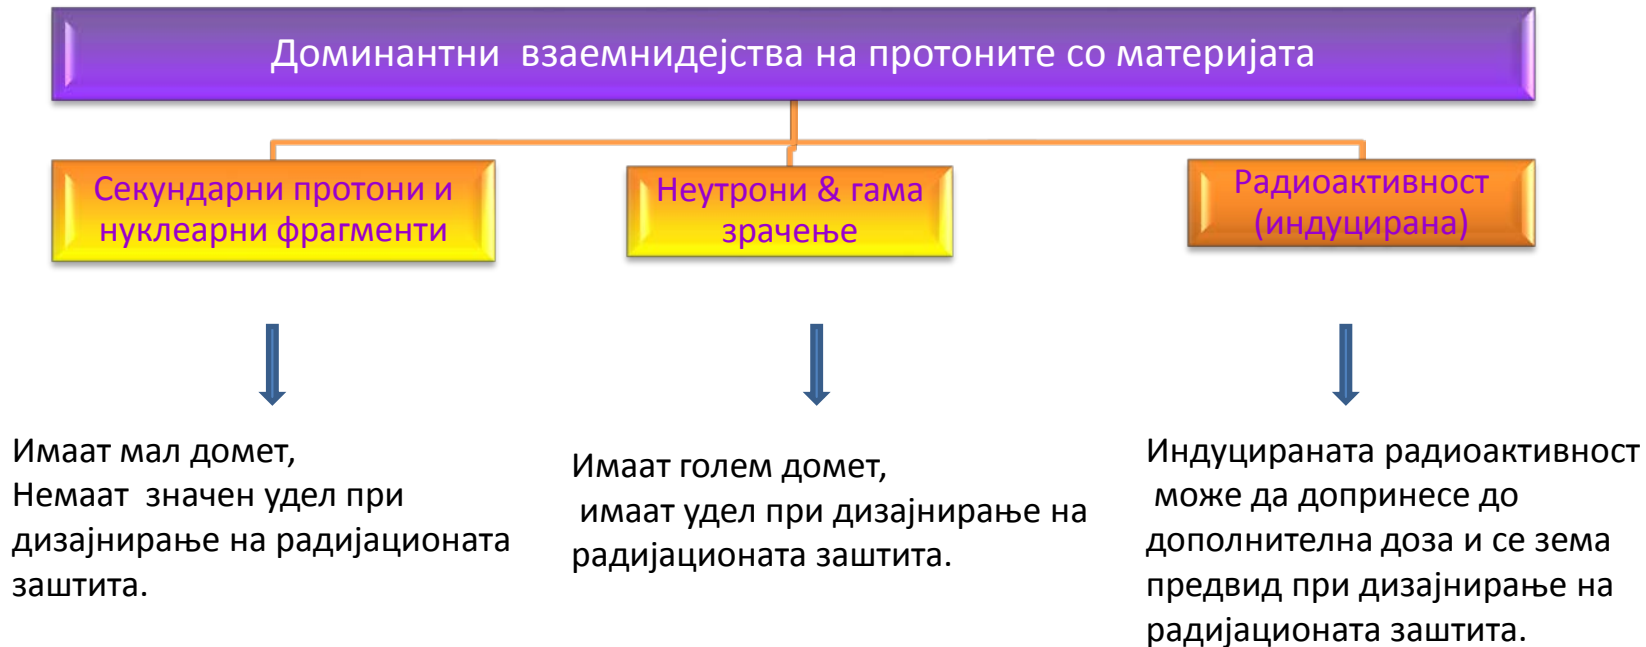 Доминантни взаемнидејства на протоните со материјата
Секундарни протони и
нуклеарни фрагменти
Неутрони & гама
зрачење
Радиоактивност
(индуцирана)
Имаат мал домет,
Немаат значен удел при
дизајнирање на радијационата
заштита.
Имаат голем домет,
имаат удел при дизајнирање на
радијационата заштита.
Индуцираната радиоактивност
може да допринесе до
дополнителна доза и се зема
предвид при дизајнирање на
радијационата заштита.